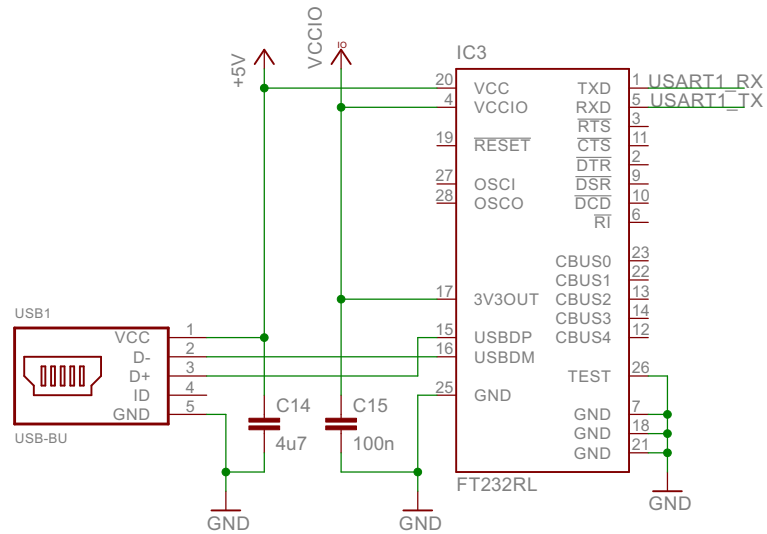 +5V
VCCIO
IO
IC3
20 VCC TXD 1 USART1_RX
4 VCCIO RXD 5 USART1_TX
RTS 3
19 RESET CTS 11
DTR 2
27 OSCI DSR 9
28 OSCO DCD 10
RI 6
CBUS0 23
CBUS1 22
17 3V3OUT CBUS2 13
CBUS3 14
15 USBDP CBUS4 12
16 USBDM
TEST 26
25 GND
GND 7
GND 18
GND 21
FT232RL
USB1
VCC 1
D- 2
D+ 3
ID 4
GND 5
USB-BU
C14
4u7
C15
100n
GND
GND
GND